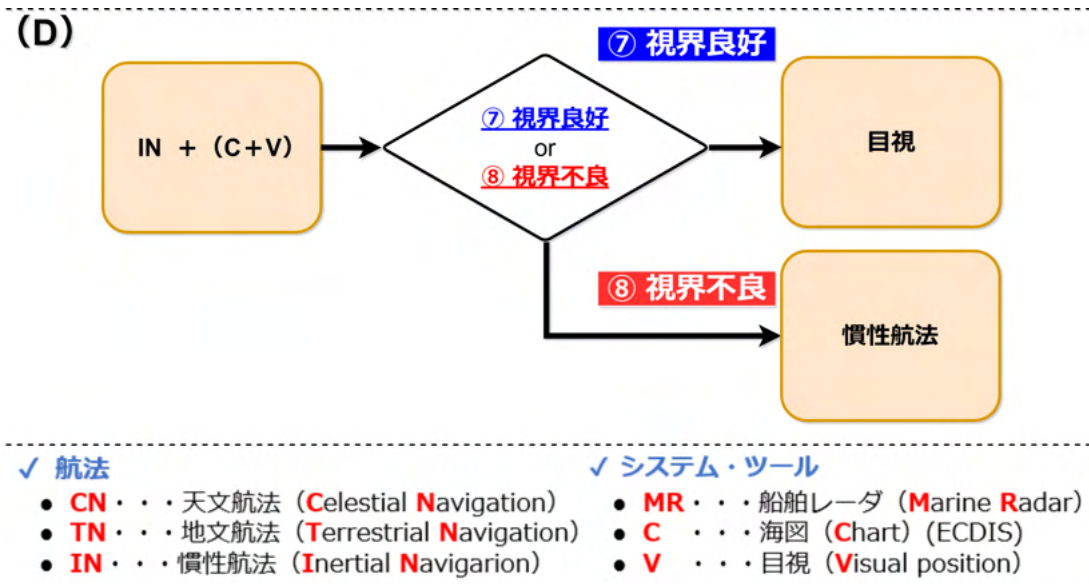 (D)
⑦ 視界良好
IN + (C+V)
⑦ 視界良好
or
⑧ 視界不良
目視
⑧ 視界不良
慣性航法
✓ 航法
● CN・・・天文航法（Celestial Navigation）
● TN・・・地文航法（Terrestrial Navigation）
● IN・・・慣性航法（Inertial Navigarion）
✓ システム・ツール
● MR・・・船舶レーダ（Marine Radar）
● C ・・・海図（Chart）(ECDIS)
● V ・・・目視（Visual position）